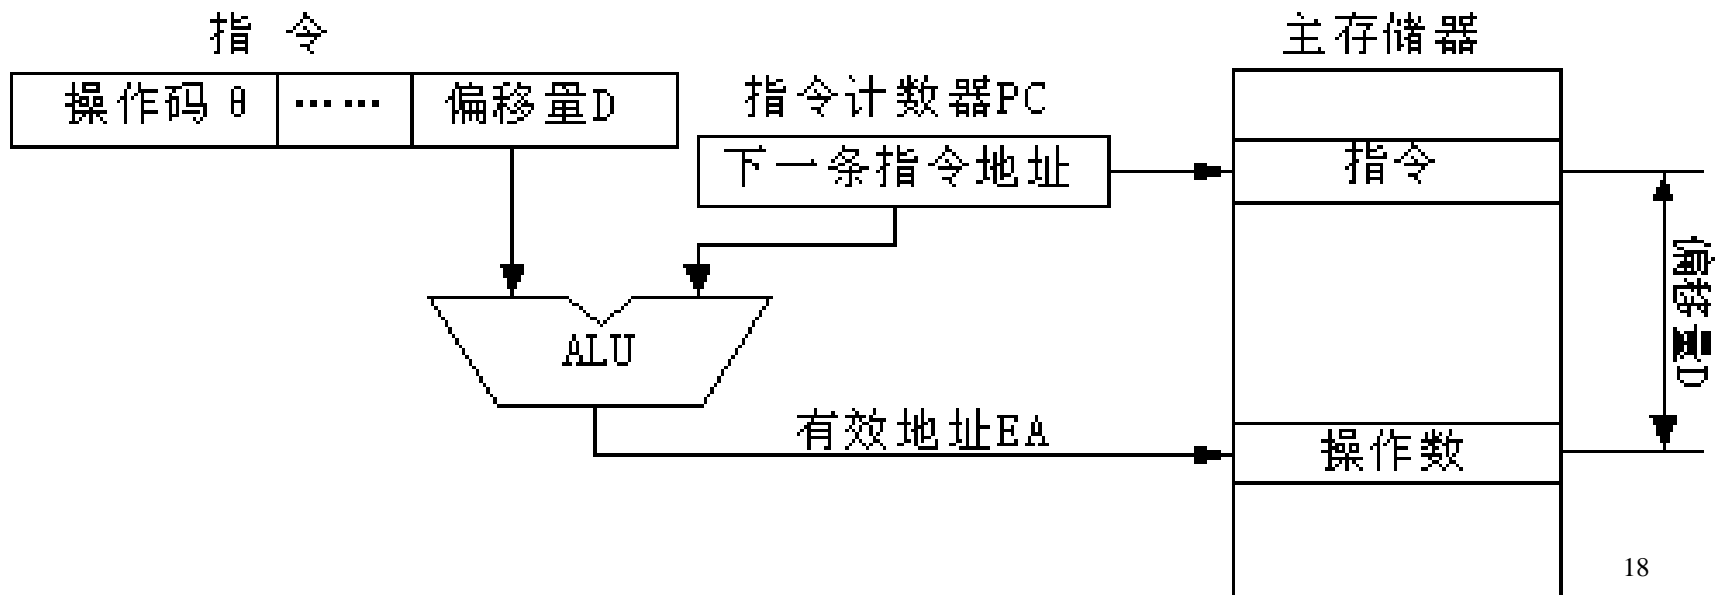 指 令
主存储器
操作码 θ
……
偏移量D
指令计数器PC
下一条指令地址
指令
偏移量D
ALU
有效地址EA
操作数
18